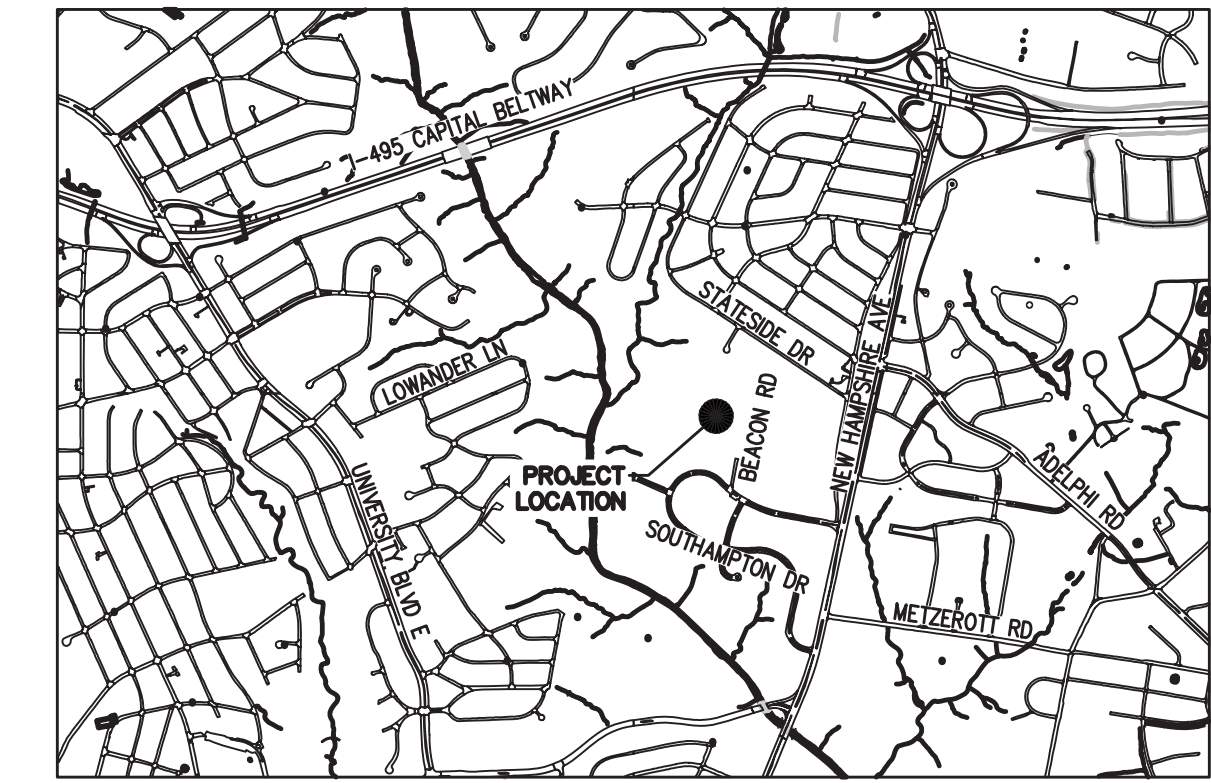 I-495 CAPITAL BELTWAY
STATESIDE DR
LOWANDER LN
NEW HAMPSHIRE AVE
BEACON RD
PROJECT
LOCATION
ADELPHI RD
UNIVERSITY BLVD E
SOUTHAMPTON DR
METZEROTT RD